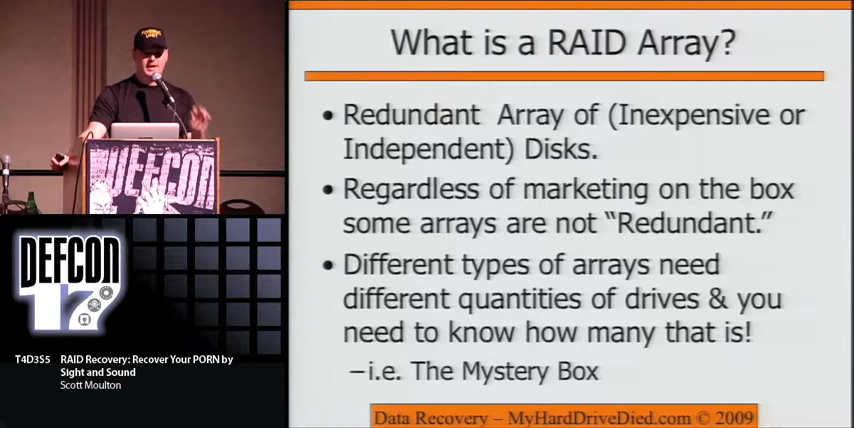 What is a RAID Array?
• Redundant Array of (Inexpensive or
Independent) Disks.
• Regardless of marketing on the box
some arrays are not “Redundant.”
• Different types of arrays need
different quantities of drives & you
need to know how many that is!
–i.e. The Mystery Box
Data Recovery – MyHardDriveDied.com © 2009
DEFCON
DEFCON
17
T4D3S5 RAID Recovery: Recover Your PORN by
Sight and Sound
Scott Moulton